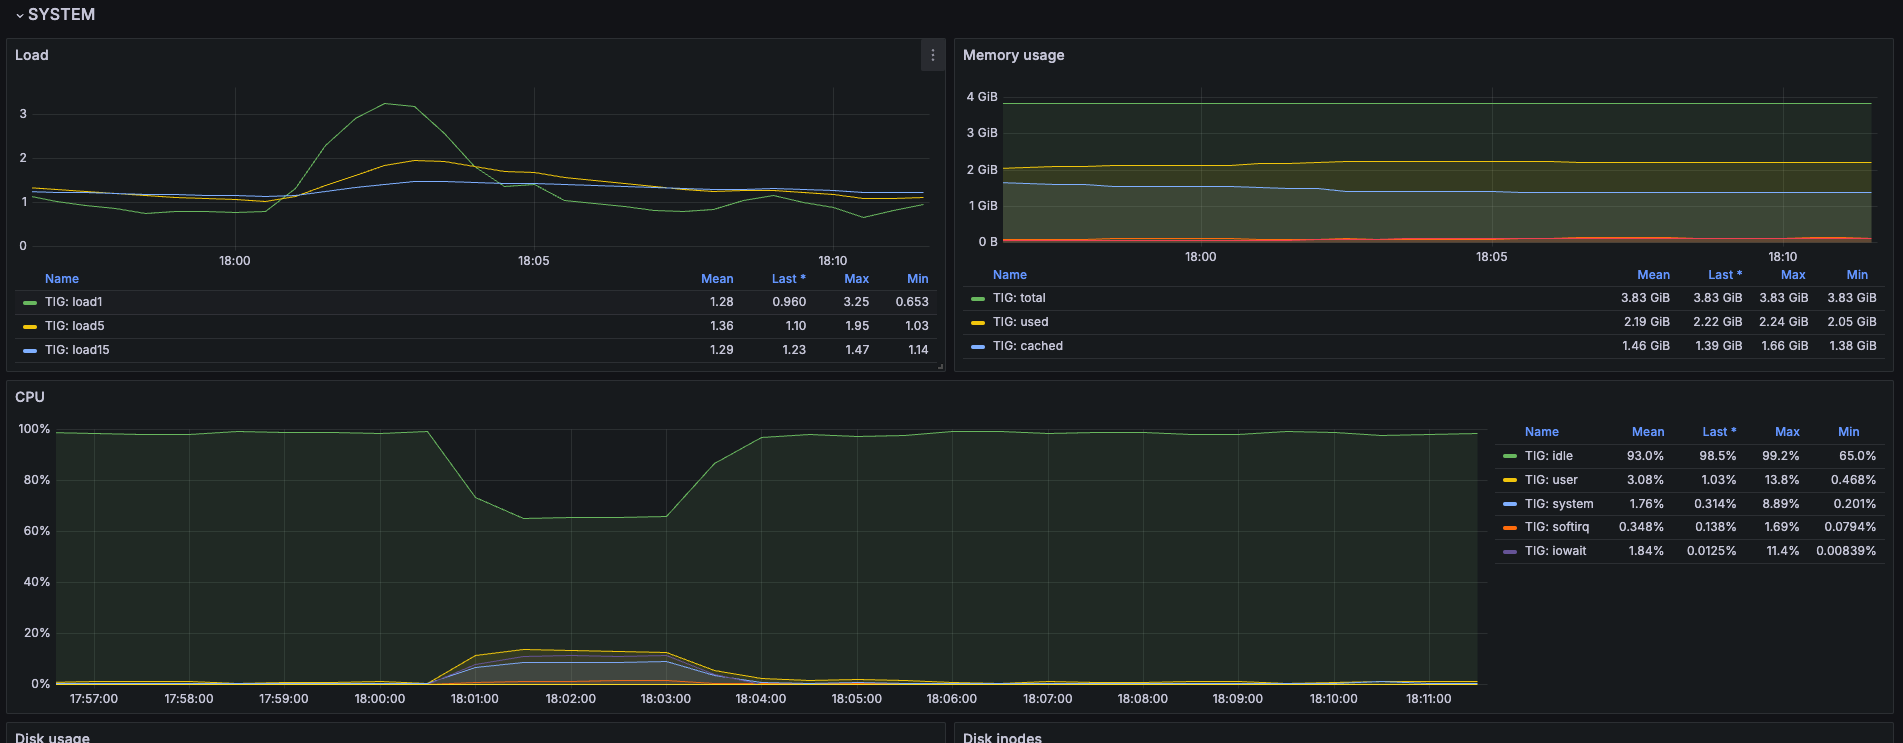 SYSTEM
Load
3
2
1
0
18:00 18:05 18:10
Name Mean Last * Max Min
TIG: load1 1.28 0.960 3.25 0.653
TIG: load5 1.36 1.10 1.95 1.03
TIG: load15 1.29 1.23 1.47 1.14
Memory usage
4 GiB
3 GiB
2 GiB
1 GiB
0 B
18:00 18:05 18:10
Name Mean Last * Max Min
TIG: total 3.83 GiB 3.83 GiB 3.83 GiB 3.83 GiB
TIG: used 2.19 GiB 2.22 GiB 2.24 GiB 2.05 GiB
TIG: cached 1.46 GiB 1.39 GiB 1.66 GiB 1.38 GiB
CPU
100%
80%
60%
40%
20%
0%
17:57:00 17:58:00 17:59:00 18:00:00 18:01:00 18:02:00 18:03:00 18:04:00 18:05:00 18:06:00 18:07:00 18:08:00 18:09:00 18:10:00 18:11:00
Name Mean Last * Max Min
TIG: idle 93.0% 98.5% 99.2% 65.0%
TIG: user 3.08% 1.03% 13.8% 0.468%
TIG: system 1.76% 0.314% 8.89% 0.201%
TIG: softirq 0.348% 0.138% 1.69% 0.0794%
TIG: iowait 1.84% 0.0125% 11.4% 0.00839%
Disk usage
Disk inodes